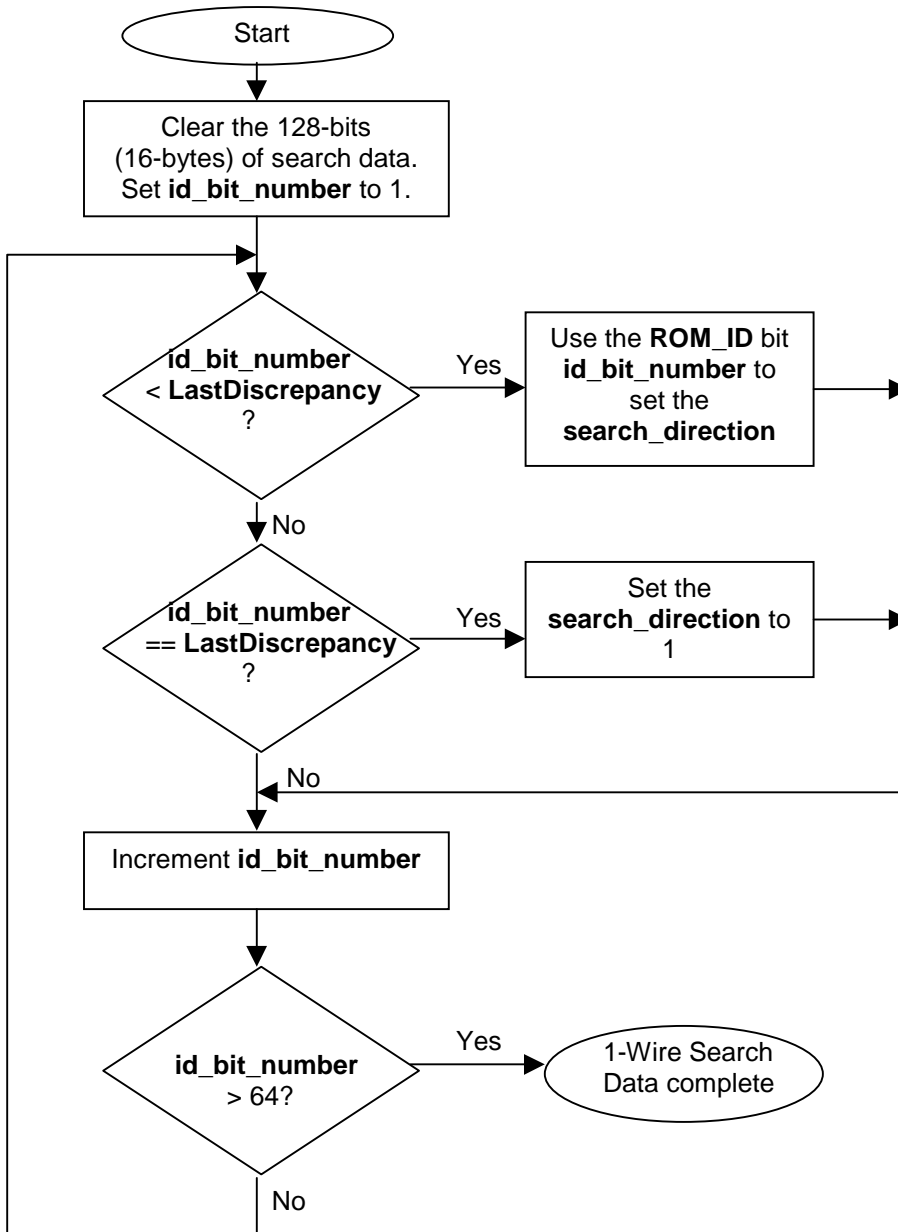 Start
Clear the 128-bits
(16-bytes) of search data.
Set id_bit_number to 1.
id_bit_number
< LastDiscrepancy
?
Yes
Use the ROM_ID bit
id_bit_number to
set the
search_direction
No
id_bit_number
== LastDiscrepancy
?
Yes
Set the
search_direction to
1
No
Increment id_bit_number
id_bit_number
> 64?
Yes
1-Wire Search
Data complete
No